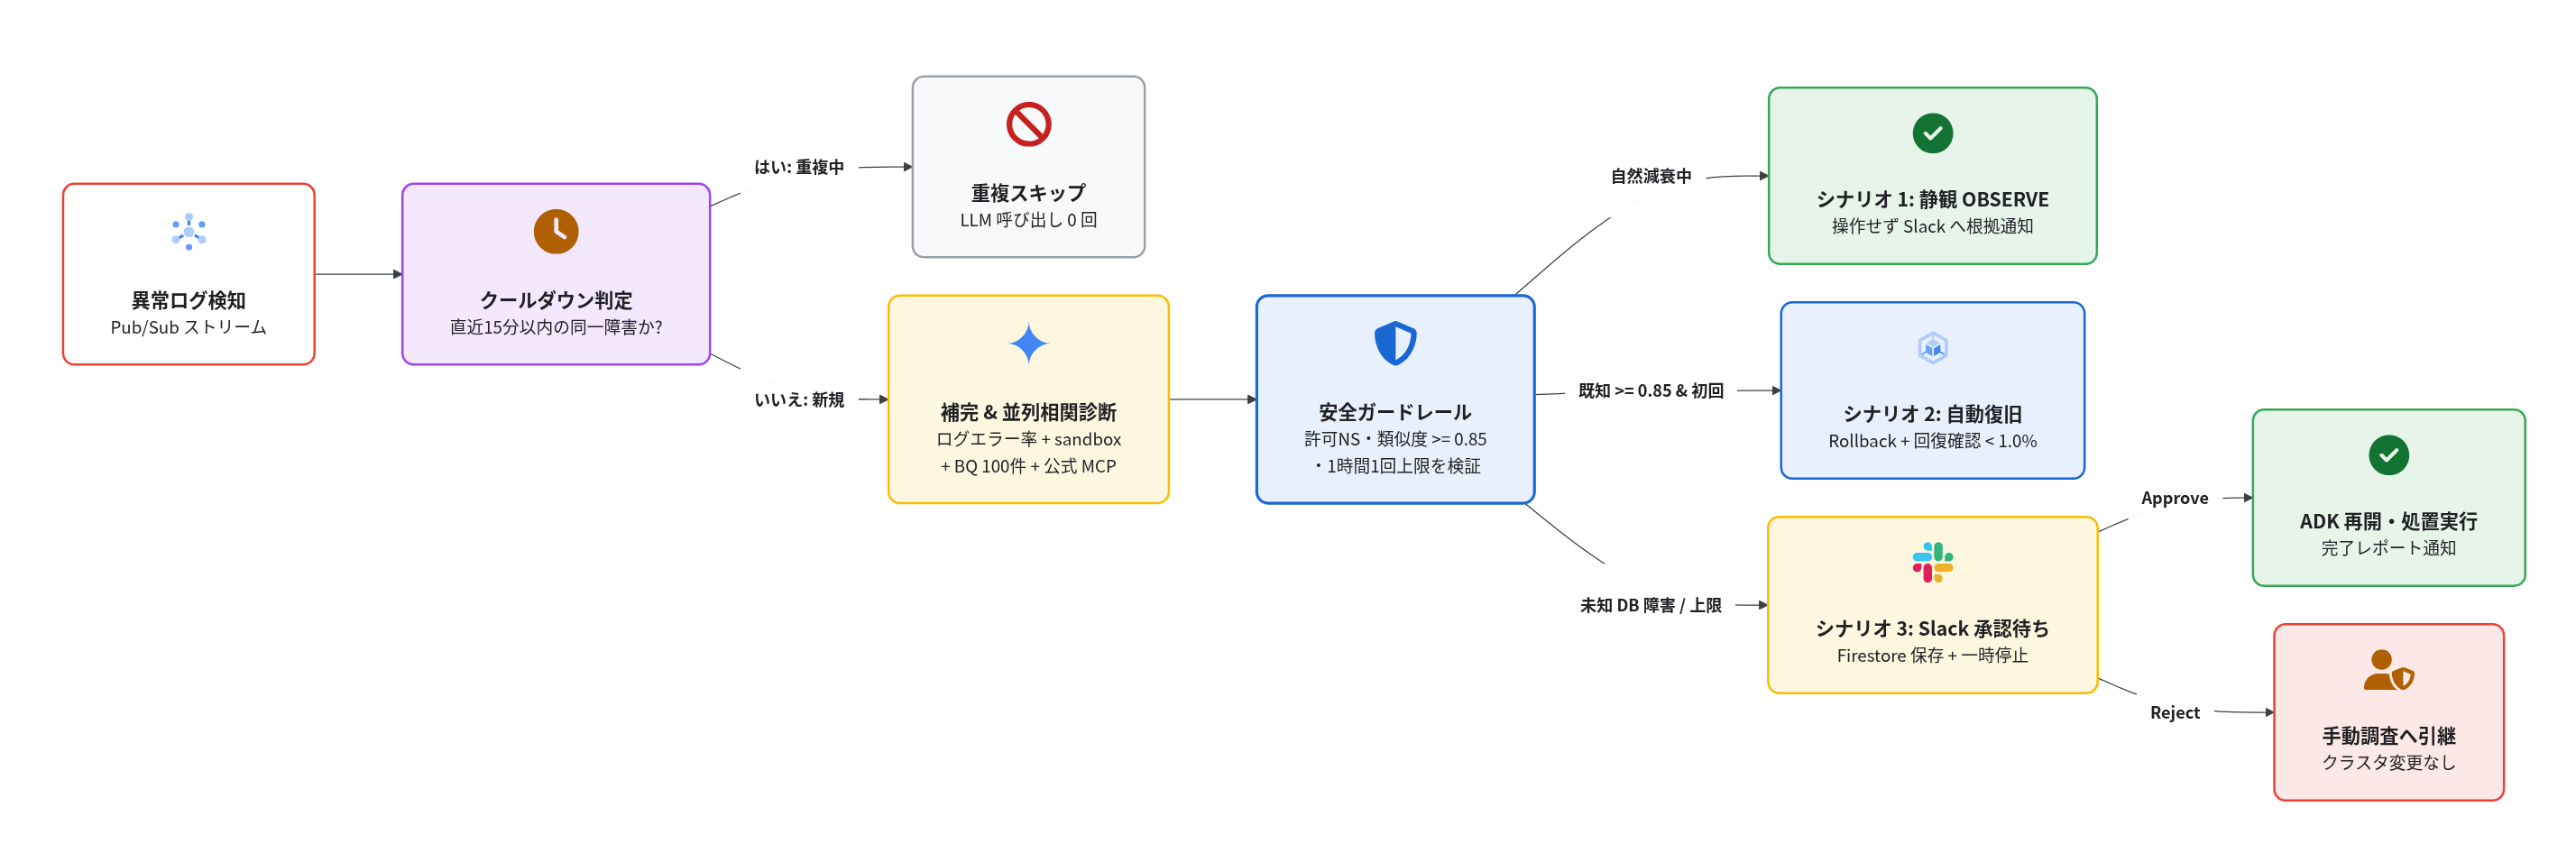 異常ログ検知
Pub/Sub ストリーム
クールダウン判定
直近15分以内の同一障害か?
はい: 重複中
重複スキップ
LLM 呼び出し 0 回
いいえ: 新規
補完 & 並列相関診断
ログエラー率 + sandbox
+ BQ 100件 + 公式 MCP
安全ガードレール
許可NS・類似度 >= 0.85
・1時間1回上限を検証
自然減衰中
シナリオ 1: 静観 OBSERVE
操作せず Slack へ根拠通知
既知 >= 0.85 & 初回
シナリオ 2: 自動復旧
Rollback + 回復確認 < 1.0%
未知 DB 障害 / 上限
シナリオ 3: Slack 承認待ち
Firestore 保存 + 一時停止
Approve
ADK 再開・処置実行
完了レポート通知
Reject
手動調査へ引継
クラスタ変更なし